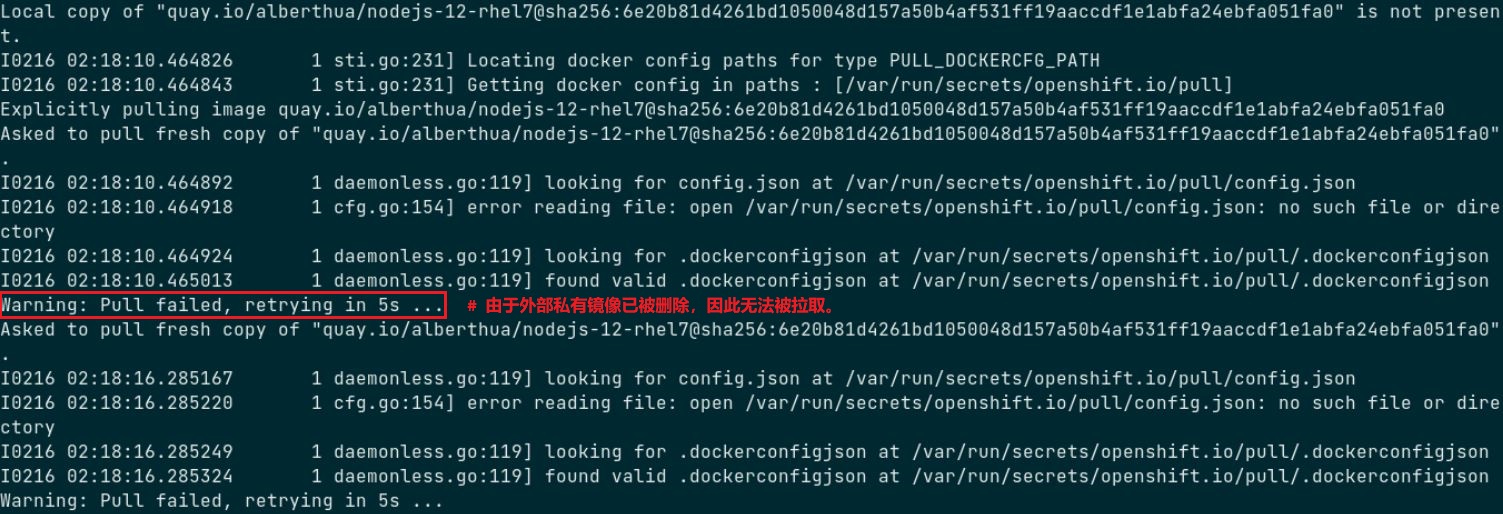 Local copy of "quay.io/alberthua/nodejs-12-rhel7@sha256:6e20b81d4261bd1050048d157a50b4af531ff19aaccdf1e1abfa24ebfa051fa0" is not presen
t.
I0216 02:18:10.464826       1 sti.go:231] Locating docker config paths for type PULL_DOCKERCFG_PATH
I0216 02:18:10.464843       1 sti.go:231] Getting docker config in paths : [/var/run/secrets/openshift.io/pull]
Explicitly pulling image quay.io/alberthua/nodejs-12-rhel7@sha256:6e20b81d4261bd1050048d157a50b4af531ff19aaccdf1e1abfa24ebfa051fa0
Asked to pull fresh copy of "quay.io/alberthua/nodejs-12-rhel7@sha256:6e20b81d4261bd1050048d157a50b4af531ff19aaccdf1e1abfa24ebfa051fa0"
.
I0216 02:18:10.464892       1 daemonless.go:119] looking for config.json at /var/run/secrets/openshift.io/pull/config.json
I0216 02:18:10.464918       1 cfg.go:154] error reading file: open /var/run/secrets/openshift.io/pull/config.json: no such file or dire
ctory
I0216 02:18:10.464924       1 daemonless.go:119] looking for .dockerconfigjson at /var/run/secrets/openshift.io/pull/.dockerconfigjson
I0216 02:18:10.465013       1 daemonless.go:119] found valid .dockerconfigjson at /var/run/secrets/openshift.io/pull/.dockerconfigjson
Warning: Pull failed, retrying in 5s ... # 由于外部私有镜像已被删除，因此无法被拉取。
Asked to pull fresh copy of "quay.io/alberthua/nodejs-12-rhel7@sha256:6e20b81d4261bd1050048d157a50b4af531ff19aaccdf1e1abfa24ebfa051fa0"
.
I0216 02:18:16.285167       1 daemonless.go:119] looking for config.json at /var/run/secrets/openshift.io/pull/config.json
I0216 02:18:16.285220       1 cfg.go:154] error reading file: open /var/run/secrets/openshift.io/pull/config.json: no such file or dire
ctory
I0216 02:18:16.285249       1 daemonless.go:119] looking for .dockerconfigjson at /var/run/secrets/openshift.io/pull/.dockerconfigjson
I0216 02:18:16.285324       1 daemonless.go:119] found valid .dockerconfigjson at /var/run/secrets/openshift.io/pull/.dockerconfigjson
Warning: Pull failed, retrying in 5s ...